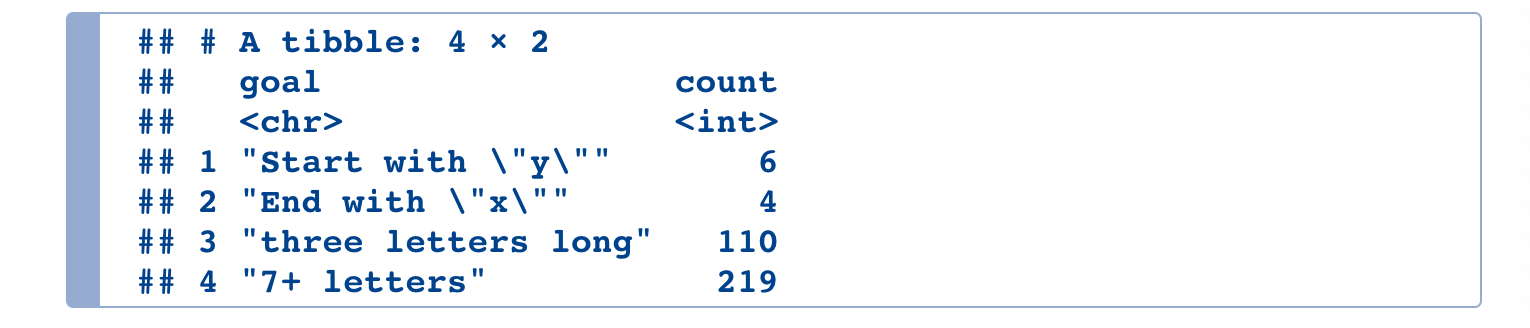 ## # A tibble: 4 × 2
##   goal                 count
##   <chr>                <int>
## 1 "Start with \"y\""       6
## 2 "End with \"x\""         4
## 3 "three letters long"   110
## 4 "7+ letters"           219